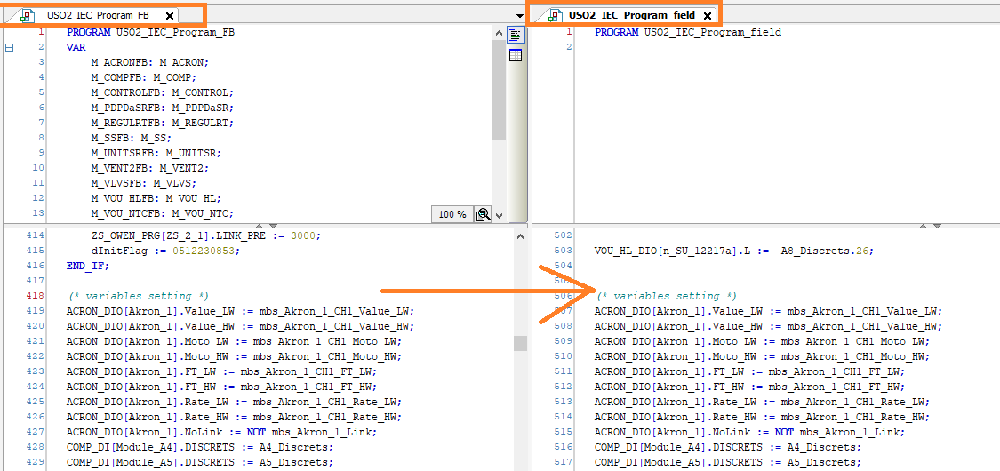 USO2_IEC_Program_FB
1 PROGRAM USO2_IEC_Program_FB
2 VAR
3 M_ACRONFB: M_ACRON;
4 M_COMPFB: M_COMP;
5 M_CONTROLFB: M_CONTROL;
6 M_PDPDaSRFB: M_PDPDaSR;
7 M_REGULRTFB: M_REGULRT;
8 M_SSFB: M_SS;
9 M_UNITSRFB: M_UNITSR;
10 M_VENT2FB: M_VENT2;
11 M_VLVSFB: M_VLVS;
12 M_VOU_HLFB: M_VOU_HL;
13 M_VOU_NTCFB: M_VOU_NTC;
100 %
414 ZS_OWEN_PRG[ZS_2_1].LINK_PRE := 3000;
415 dInitFlag := 0512230853;
416 END_IF;
417
418 (* variables setting *)
419 ACRON_DIO[Akron_1].Value_LW := mbs_Akron_1_CH1_Value_LW;
420 ACRON_DIO[Akron_1].Value_HW := mbs_Akron_1_CH1_Value_HW;
421 ACRON_DIO[Akron_1].Moto_LW := mbs_Akron_1_CH1_Moto_LW;
422 ACRON_DIO[Akron_1].Moto_HW := mbs_Akron_1_CH1_Moto_HW;
423 ACRON_DIO[Akron_1].FT_LW := mbs_Akron_1_CH1_FT_LW;
424 ACRON_DIO[Akron_1].FT_HW := mbs_Akron_1_CH1_FT_HW;
425 ACRON_DIO[Akron_1].Rate_LW := mbs_Akron_1_CH1_Rate_LW;
426 ACRON_DIO[Akron_1].Rate_HW := mbs_Akron_1_CH1_Rate_HW;
427 ACRON_DIO[Akron_1].NoLink := NOT mbs_Akron_1_Link;
428 COMP_DI[Module_A4].DISCRETS := A4_Discrets;
429 COMP_DI[Module_A5].DISCRETS := A5_Discrets;
USO2_IEC_Program_field
1 PROGRAM USO2_IEC_Program_field
2
502
503 VOU_HL_DIO[n_SU_12217a].L := A8_Discrets.26;
504
505
506 (* variables setting *)
507 ACRON_DIO[Akron_1].Value_LW := mbs_Akron_1_CH1_Value_LW;
508 ACRON_DIO[Akron_1].Value_HW := mbs_Akron_1_CH1_Value_HW;
509 ACRON_DIO[Akron_1].Moto_LW := mbs_Akron_1_CH1_Moto_LW;
510 ACRON_DIO[Akron_1].Moto_HW := mbs_Akron_1_CH1_Moto_HW;
511 ACRON_DIO[Akron_1].FT_LW := mbs_Akron_1_CH1_FT_LW;
512 ACRON_DIO[Akron_1].FT_HW := mbs_Akron_1_CH1_FT_HW;
513 ACRON_DIO[Akron_1].Rate_LW := mbs_Akron_1_CH1_Rate_LW;
514 ACRON_DIO[Akron_1].Rate_HW := mbs_Akron_1_CH1_Rate_HW;
515 ACRON_DIO[Akron_1].NoLink := NOT mbs_Akron_1_Link;
516 COMP_DI[Module_A4].DISCRETS := A4_Discrets;
517 COMP_DI[Module_A5].DISCRETS := A5_Discrets;